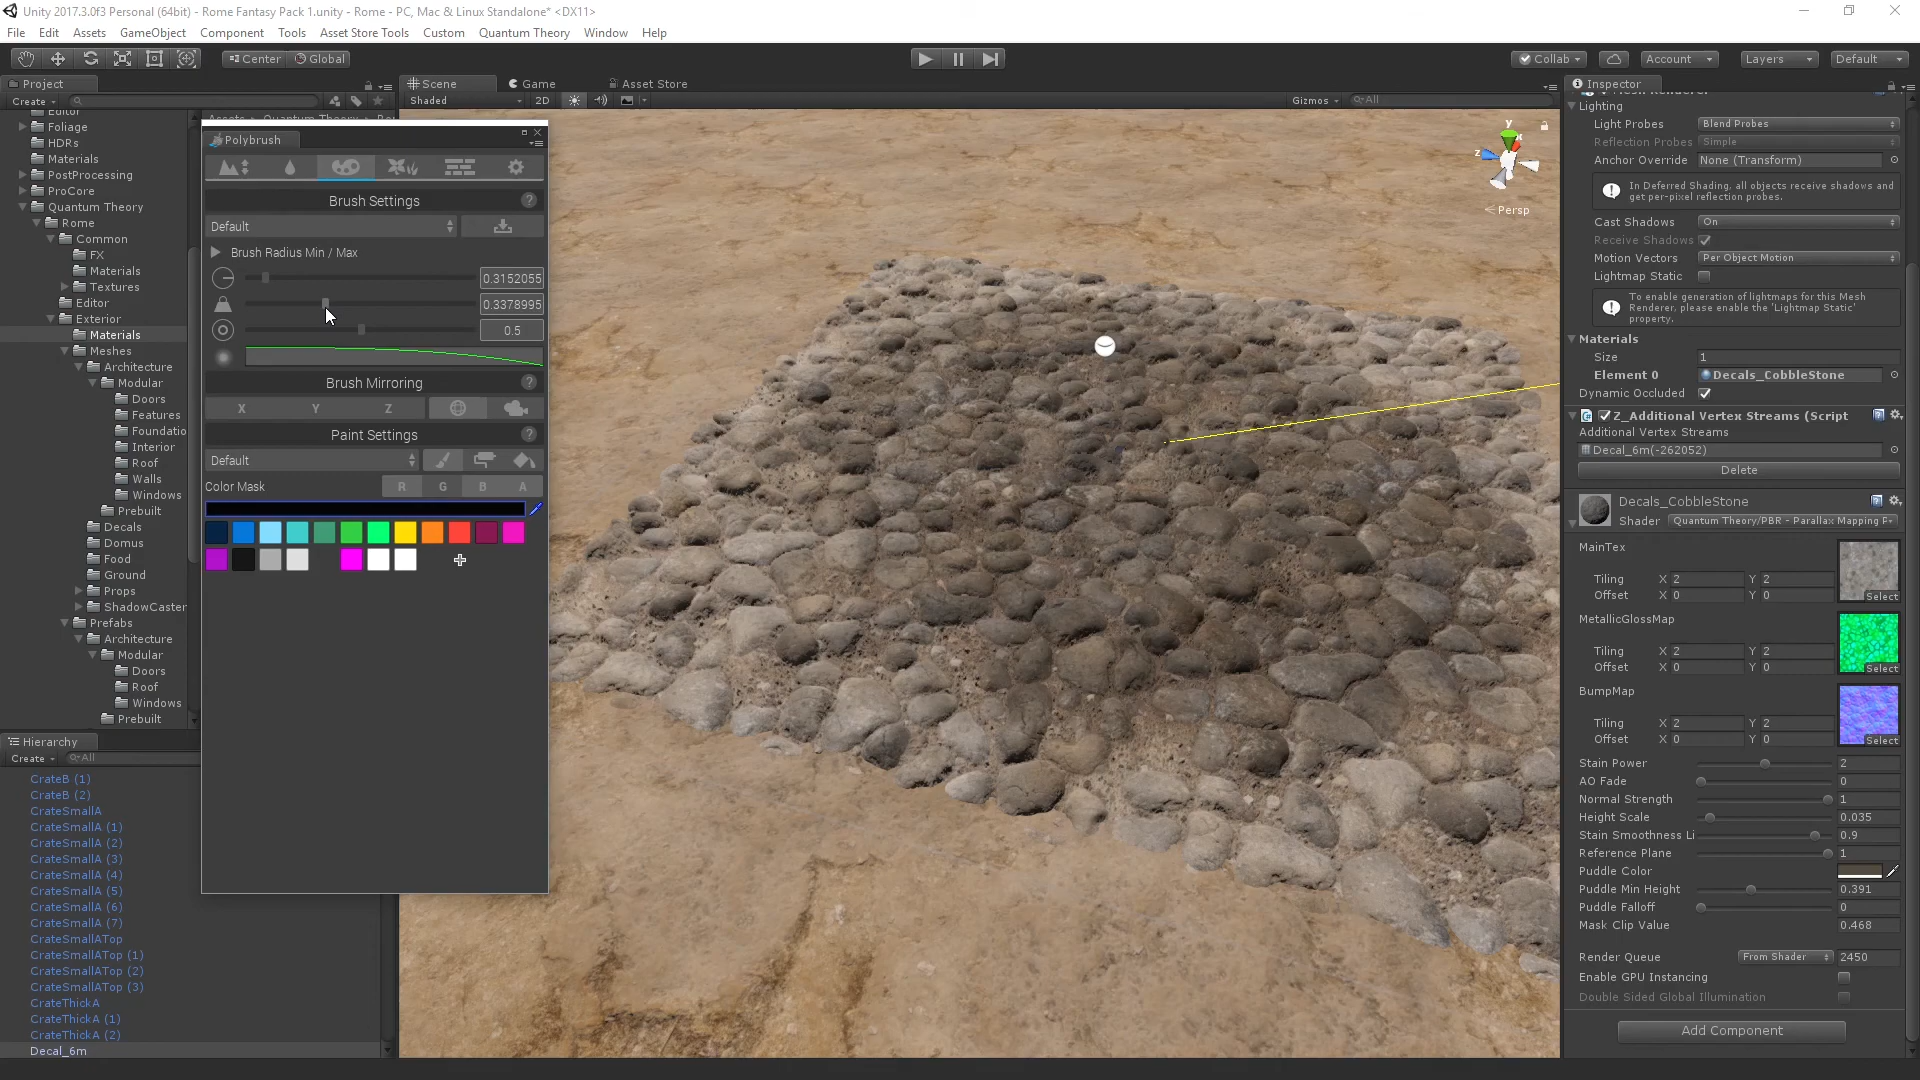 Unity 2017.3.0f3 Personal (64bit) - Rome Fantasy Pack 1.unity - Rome - PC, Mac & Linux Standalone* <DX11>
File Edit Assets GameObject Component Tools Asset Store Tools Custom Quantum Theory Window Help
Center Global Collab Account Layers Default
Project
Create
Editor
Foliage
HDRs
Materials
PostProcessing
ProCore
Quantum Theory
Rome
Common
FX
Materials
Textures
Editor
Exterior
Materials
Meshes
Architecture
Modular
Doors
Features
Foundatio
Interior
Roof
Walls
Windows
Prebuilt
Decals
Domus
Food
Ground
Props
ShadowCaster
Prefabs
Architecture
Modular
Doors
Roof
Windows
Prebuilt
Hierarchy
Create All
CrateB (1)
CrateB (2)
CrateSmallA
CrateSmallA (1)
CrateSmallA (2)
CrateSmallA (3)
CrateSmallA (4)
CrateSmallA (5)
CrateSmallA (6)
CrateSmallA (7)
CrateSmallATop
CrateSmallATop (1)
CrateSmallATop (2)
CrateSmallATop (3)
CrateThickA
CrateThickA (1)
CrateThickA (2)
Decal_6m
Polybrush
Brush Settings ?
Default
Brush Radius Min / Max
0.3152055
0.3378995
0.5
Brush Mirroring ?
X Y Z
Paint Settings ?
Default
Color Mask R G B A
Scene Game Asset Store
Shaded 2D Gizmos All
y
x
z
Persp
Inspector
Lighting
Light Probes Blend Probes
Reflection Probes Simple
Anchor Override None (Transform)
In Deferred Shading, all objects receive shadows and
get per-pixel reflection probes.
Cast Shadows On
Receive Shadows
Motion Vectors Per Object Motion
Lightmap Static
To enable generation of lightmaps for this Mesh
Renderer, please enable the 'Lightmap Static'
property.
Materials
Size 1
Element 0 Decals_CobbleStone
Dynamic Occluded
Z_Additional Vertex Streams (Script
Additional Vertex Streams
Decal_6m(-262052)
Delete
Decals_CobbleStone
Shader Quantum Theory/PBR - Parallax Mapping P
MainTex
Tiling X 2 Y 2
Offset X 0 Y 0
Select
MetallicGlossMap
Tiling X 2 Y 2
Offset X 0 Y 0
Select
BumpMap
Tiling X 2 Y 2
Offset X 0 Y 0
Select
Stain Power 2
AO Fade 0
Normal Strength 1
Height Scale 0.035
Stain Smoothness Li 0.9
Reference Plane 1
Puddle Color
Puddle Min Height 0.391
Puddle Falloff 0
Mask Clip Value 0.468
Render Queue From Shader 2450
Enable GPU Instancing
Double Sided Global Illumination
Add Component